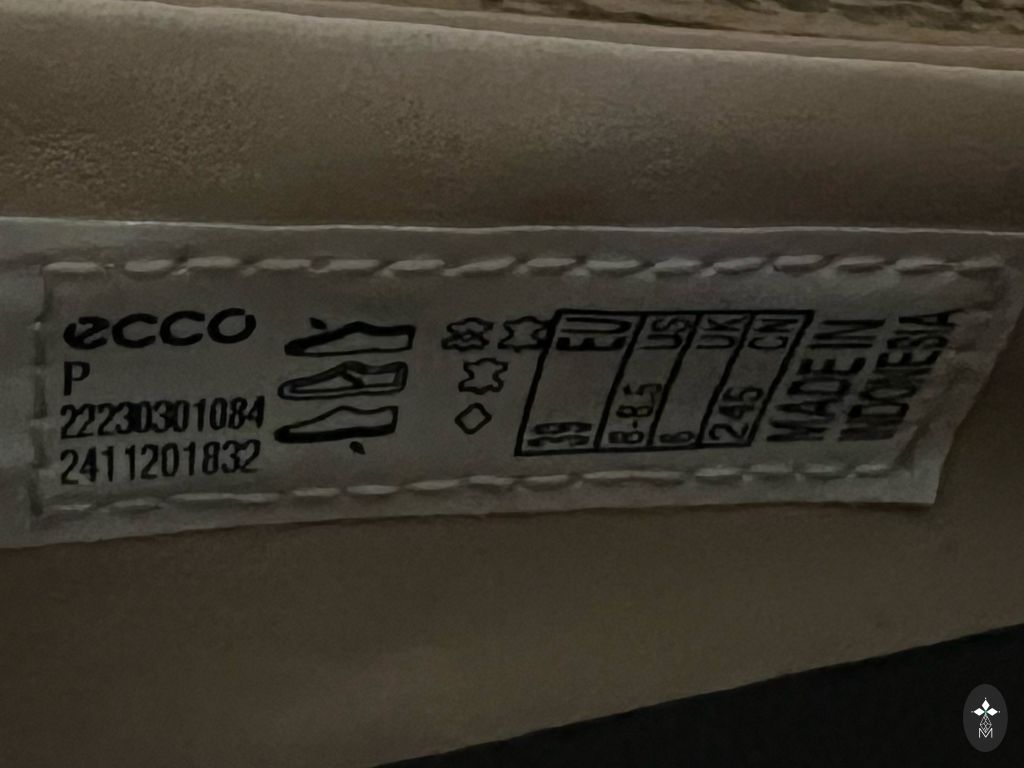 ecco
P
22230301084
2411201832
EU 39
US 8-8.5
UK 6
CN 245
MADE IN
INDONESIA
M